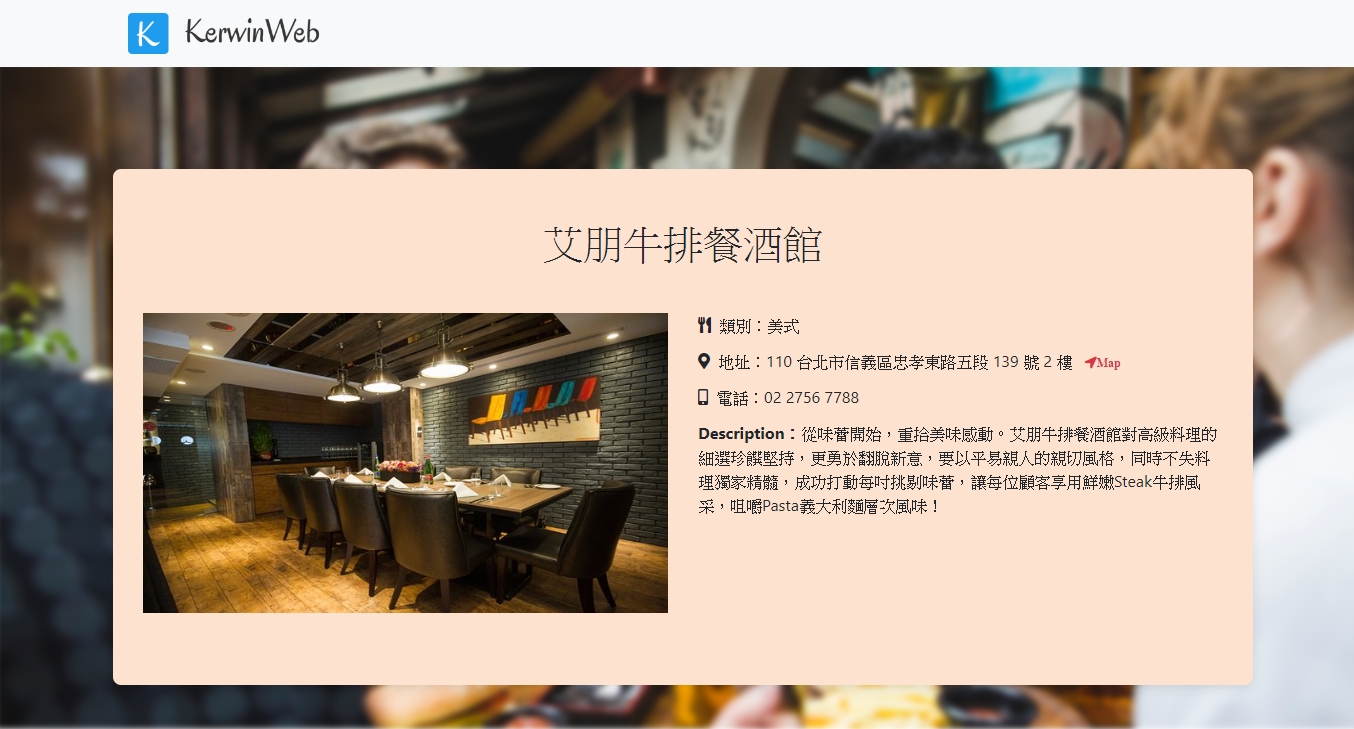 K KerwinWeb
艾朋牛排餐酒館
類別：美式
地址：110 台北市信義區忠孝東路五段 139 號 2 樓 Map
電話：02 2756 7788
Description：從味蕾開始，重拾美味感動。艾朋牛排餐酒館對高級料理的
細選珍饌堅持，更勇於翻脫新意，要以平易親人的親切風格，同時不失料
理獨家精髓，成功打動每吋挑剔味蕾，讓每位顧客享用鮮嫩Steak牛排風
采，咀嚼Pasta義大利麵層次風味！